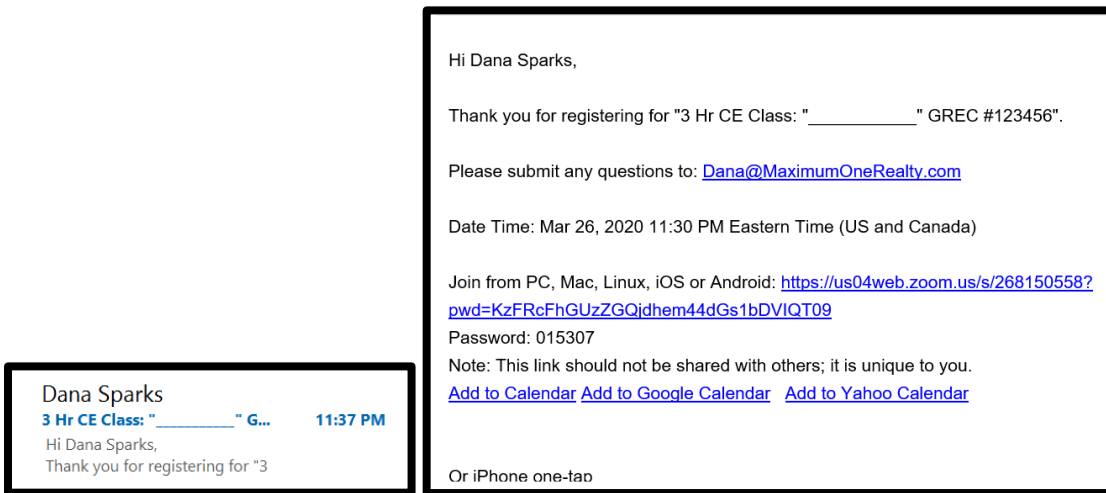 Dana Sparks
3 Hr CE Class: "___________" G... 11:37 PM
Hi Dana Sparks,
Thank you for registering for "3
Hi Dana Sparks,
Thank you for registering for "3 Hr CE Class: "____________" GREC #123456".
Please submit any questions to: Dana@MaximumOneRealty.com
Date Time: Mar 26, 2020 11:30 PM Eastern Time (US and Canada)
Join from PC, Mac, Linux, iOS or Android: https://us04web.zoom.us/s/268150558?
pwd=KzFRcFhGUzZGQjdhem44dGs1bDVIQT09
Password: 015307
Note: This link should not be shared with others; it is unique to you.
Add to Calendar Add to Google Calendar Add to Yahoo Calendar
Or iPhone one-tap